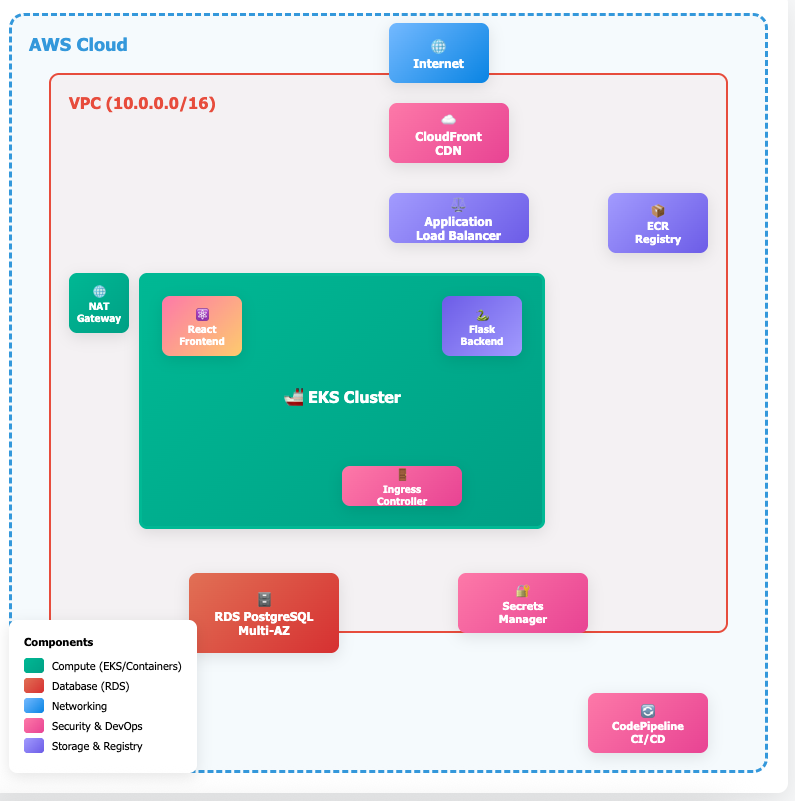 AWS Cloud
Internet
VPC (10.0.0.0/16)
CloudFront
CDN
Application
Load Balancer
ECR
Registry
NAT
Gateway
React
Frontend
Flask
Backend
EKS Cluster
Ingress
Controller
RDS PostgreSQL
Multi-AZ
Secrets
Manager
Components
Compute (EKS/Containers)
Database (RDS)
Networking
Security & DevOps
Storage & Registry
CodePipeline
CI/CD